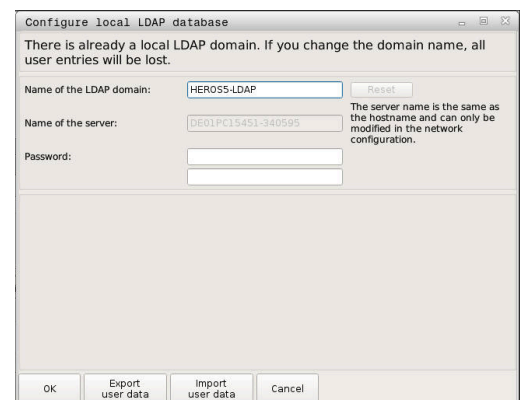 Configure local LDAP database
There is already a local LDAP domain. If you change the domain name, all
user entries will be lost.
Name of the LDAP domain:
HEROS5-LDAP
Reset
The server name is the same as
the hostname and can only be
modified in the network
configuration.
Name of the server:
DE01PC15451-340595
Password:
OK
Export
user data
Import
user data
Cancel